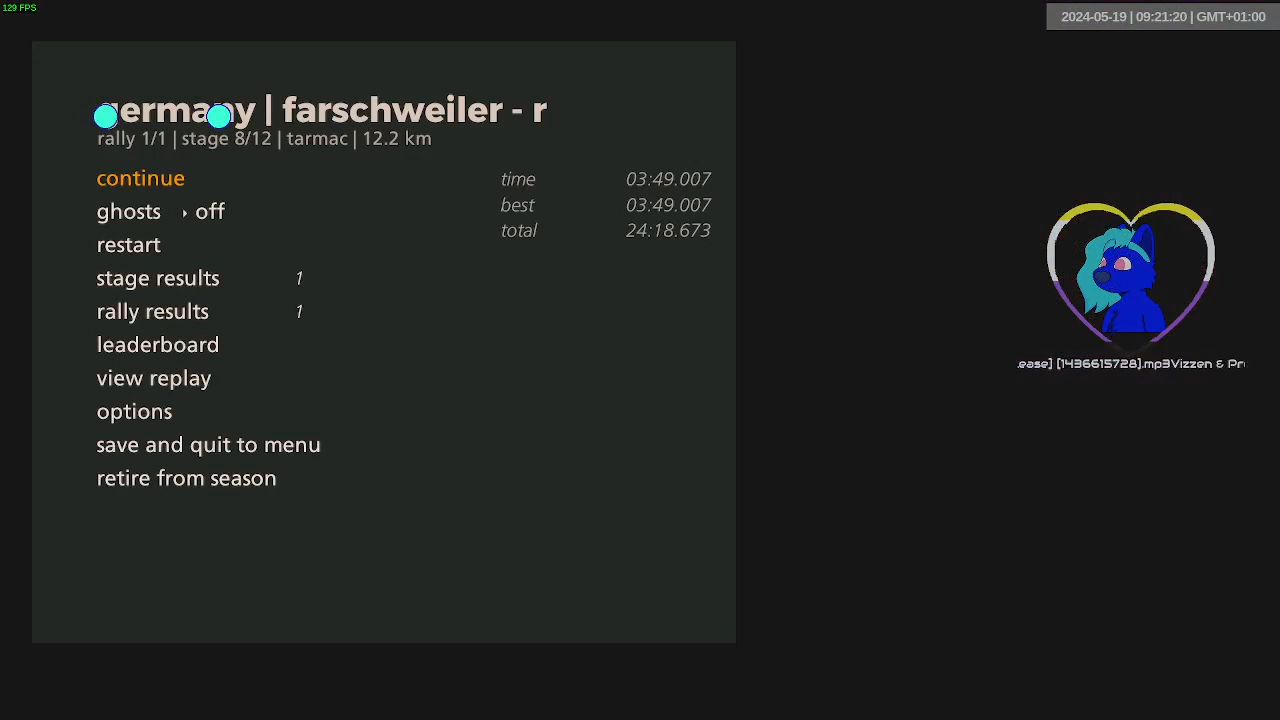 129 FPS
2024-05-19 | 09:21:20 | GMT+01:00
germany | farschweiler - r
rally 1/1 | stage 8/12 | tarmac | 12.2 km
continue
time 03:49.007
ghosts ‣ off
best 03:49.007
total 24:18.673
restart
stage results 1
rally results 1
leaderboard
view replay
options
save and quit to menu
retire from season
.ease] [1436615728].mp3Vizzen & Pr